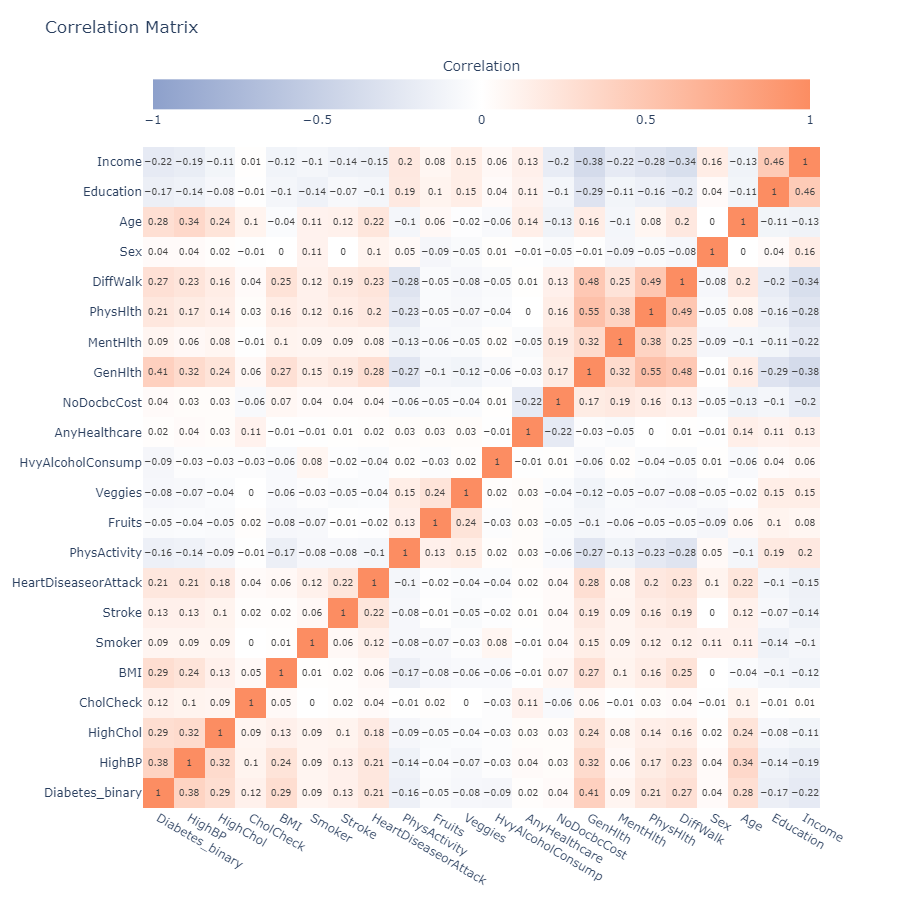 Correlation Matrix
Correlation
−1 −0.5 0 0.5 1
Income −0.22 −0.19 −0.11 0.01 −0.12 −0.1 −0.14 −0.15 0.2 0.08 0.15 0.06 0.13 −0.2 −0.38 −0.22 −0.28 −0.34 0.16 −0.13 0.46 1
Education −0.17 −0.14 −0.08 −0.01 −0.1 −0.14 −0.07 −0.1 0.19 0.1 0.15 0.04 0.11 −0.1 −0.29 −0.11 −0.16 −0.2 0.04 −0.11 1 0.46
Age 0.28 0.34 0.24 0.1 −0.04 0.11 0.12 0.22 −0.1 0.06 −0.02 −0.06 0.14 −0.13 0.16 −0.1 0.08 0.2 0 1 −0.11 −0.13
Sex 0.04 0.04 0.02 −0.01 0 0.11 0 0.1 0.05 −0.09 −0.05 0.01 −0.01 −0.05 −0.01 −0.09 −0.05 −0.08 1 0 0.04 0.16
DiffWalk 0.27 0.23 0.16 0.04 0.25 0.12 0.19 0.23 −0.28 −0.05 −0.08 −0.05 0.01 0.13 0.48 0.25 0.49 1 −0.08 0.2 −0.2 −0.34
PhysHlth 0.21 0.17 0.14 0.03 0.16 0.12 0.16 0.2 −0.23 −0.05 −0.07 −0.04 0 0.16 0.55 0.38 1 0.49 −0.05 0.08 −0.16 −0.28
MentHlth 0.09 0.06 0.08 −0.01 0.1 0.09 0.09 0.08 −0.13 −0.06 −0.05 0.02 −0.05 0.19 0.32 1 0.38 0.25 −0.09 −0.1 −0.11 −0.22
GenHlth 0.41 0.32 0.24 0.06 0.27 0.15 0.19 0.28 −0.27 −0.1 −0.12 −0.06 −0.03 0.17 1 0.32 0.55 0.48 −0.01 0.16 −0.29 −0.38
NoDocbcCost 0.04 0.03 0.03 −0.06 0.07 0.04 0.04 0.04 −0.06 −0.05 −0.04 0.01 −0.22 1 0.17 0.19 0.16 0.13 −0.05 −0.13 −0.1 −0.2
AnyHealthcare 0.02 0.04 0.03 0.11 −0.01 −0.01 0.01 0.02 0.03 0.03 0.03 −0.01 1 −0.22 −0.03 −0.05 0 0.01 −0.01 0.14 0.11 0.13
HvyAlcoholConsump −0.09 −0.03 −0.03 −0.03 −0.06 0.08 −0.02 −0.04 0.02 −0.03 0.02 1 −0.01 0.01 −0.06 0.02 −0.04 −0.05 0.01 −0.06 0.04 0.06
Veggies −0.08 −0.07 −0.04 0 −0.06 −0.03 −0.05 −0.04 0.15 0.24 1 0.02 0.03 −0.04 −0.12 −0.05 −0.07 −0.08 −0.05 −0.02 0.15 0.15
Fruits −0.05 −0.04 −0.05 0.02 −0.08 −0.07 −0.01 −0.02 0.13 1 0.24 −0.03 0.03 −0.05 −0.1 −0.06 −0.05 −0.05 −0.09 0.06 0.1 0.08
PhysActivity −0.16 −0.14 −0.09 −0.01 −0.17 −0.08 −0.08 −0.1 1 0.13 0.15 0.02 0.03 −0.06 −0.27 −0.13 −0.23 −0.28 0.05 −0.1 0.19 0.2
HeartDiseaseorAttack 0.21 0.21 0.18 0.04 0.06 0.12 0.22 1 −0.1 −0.02 −0.04 −0.04 0.02 0.04 0.28 0.08 0.2 0.23 0.1 0.22 −0.1 −0.15
Stroke 0.13 0.13 0.1 0.02 0.02 0.06 1 0.22 −0.08 −0.01 −0.05 −0.02 0.01 0.04 0.19 0.09 0.16 0.19 0 0.12 −0.07 −0.14
Smoker 0.09 0.09 0.09 0 0.01 1 0.06 0.12 −0.08 −0.07 −0.03 0.08 −0.01 0.04 0.15 0.09 0.12 0.12 0.11 0.11 −0.14 −0.1
BMI 0.29 0.24 0.13 0.05 1 0.01 0.02 0.06 −0.17 −0.08 −0.06 −0.06 −0.01 0.07 0.27 0.1 0.16 0.25 0 −0.04 −0.1 −0.12
CholCheck 0.12 0.1 0.09 1 0.05 0 0.02 0.04 −0.01 0.02 0 −0.03 0.11 −0.06 0.06 −0.01 0.03 0.04 −0.01 0.1 −0.01 0.01
HighChol 0.29 0.32 1 0.09 0.13 0.09 0.1 0.18 −0.09 −0.05 −0.04 −0.03 0.03 0.03 0.24 0.08 0.14 0.16 0.02 0.24 −0.08 −0.11
HighBP 0.38 1 0.32 0.1 0.24 0.09 0.13 0.21 −0.14 −0.04 −0.07 −0.03 0.04 0.03 0.32 0.06 0.17 0.23 0.04 0.34 −0.14 −0.19
Diabetes_binary 1 0.38 0.29 0.12 0.29 0.09 0.13 0.21 −0.16 −0.05 −0.08 −0.09 0.02 0.04 0.41 0.09 0.21 0.27 0.04 0.28 −0.17 −0.22
Diabetes_binary HighBP HighChol CholCheck BMI Smoker Stroke HeartDiseaseorAttack PhysActivity Fruits Veggies HvyAlcoholConsump AnyHealthcare NoDocbcCost GenHlth MentHlth PhysHlth DiffWalk Sex Age Education Income